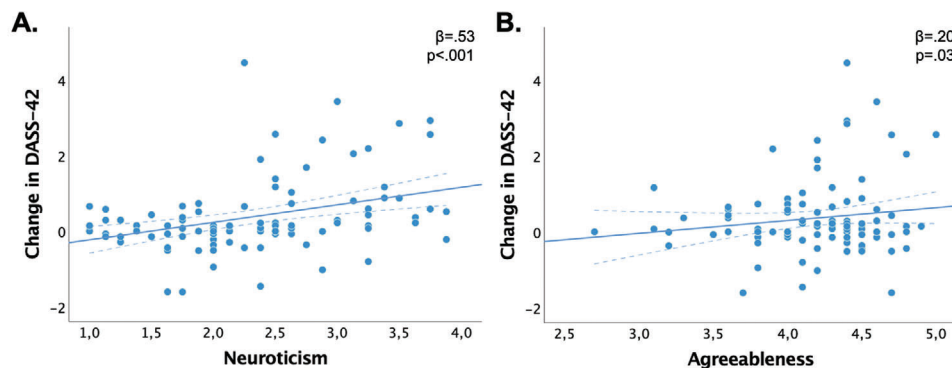 A.
β=.53
p<.001
Change in DASS-42
4
2
0
−2
1,0 1,5 2,0 2,5 3,0 3,5 4,0
Neuroticism
B.
β=.20
p=.03
Change in DASS-42
4
2
0
−2
2,5 3,0 3,5 4,0 4,5 5,0
Agreeableness